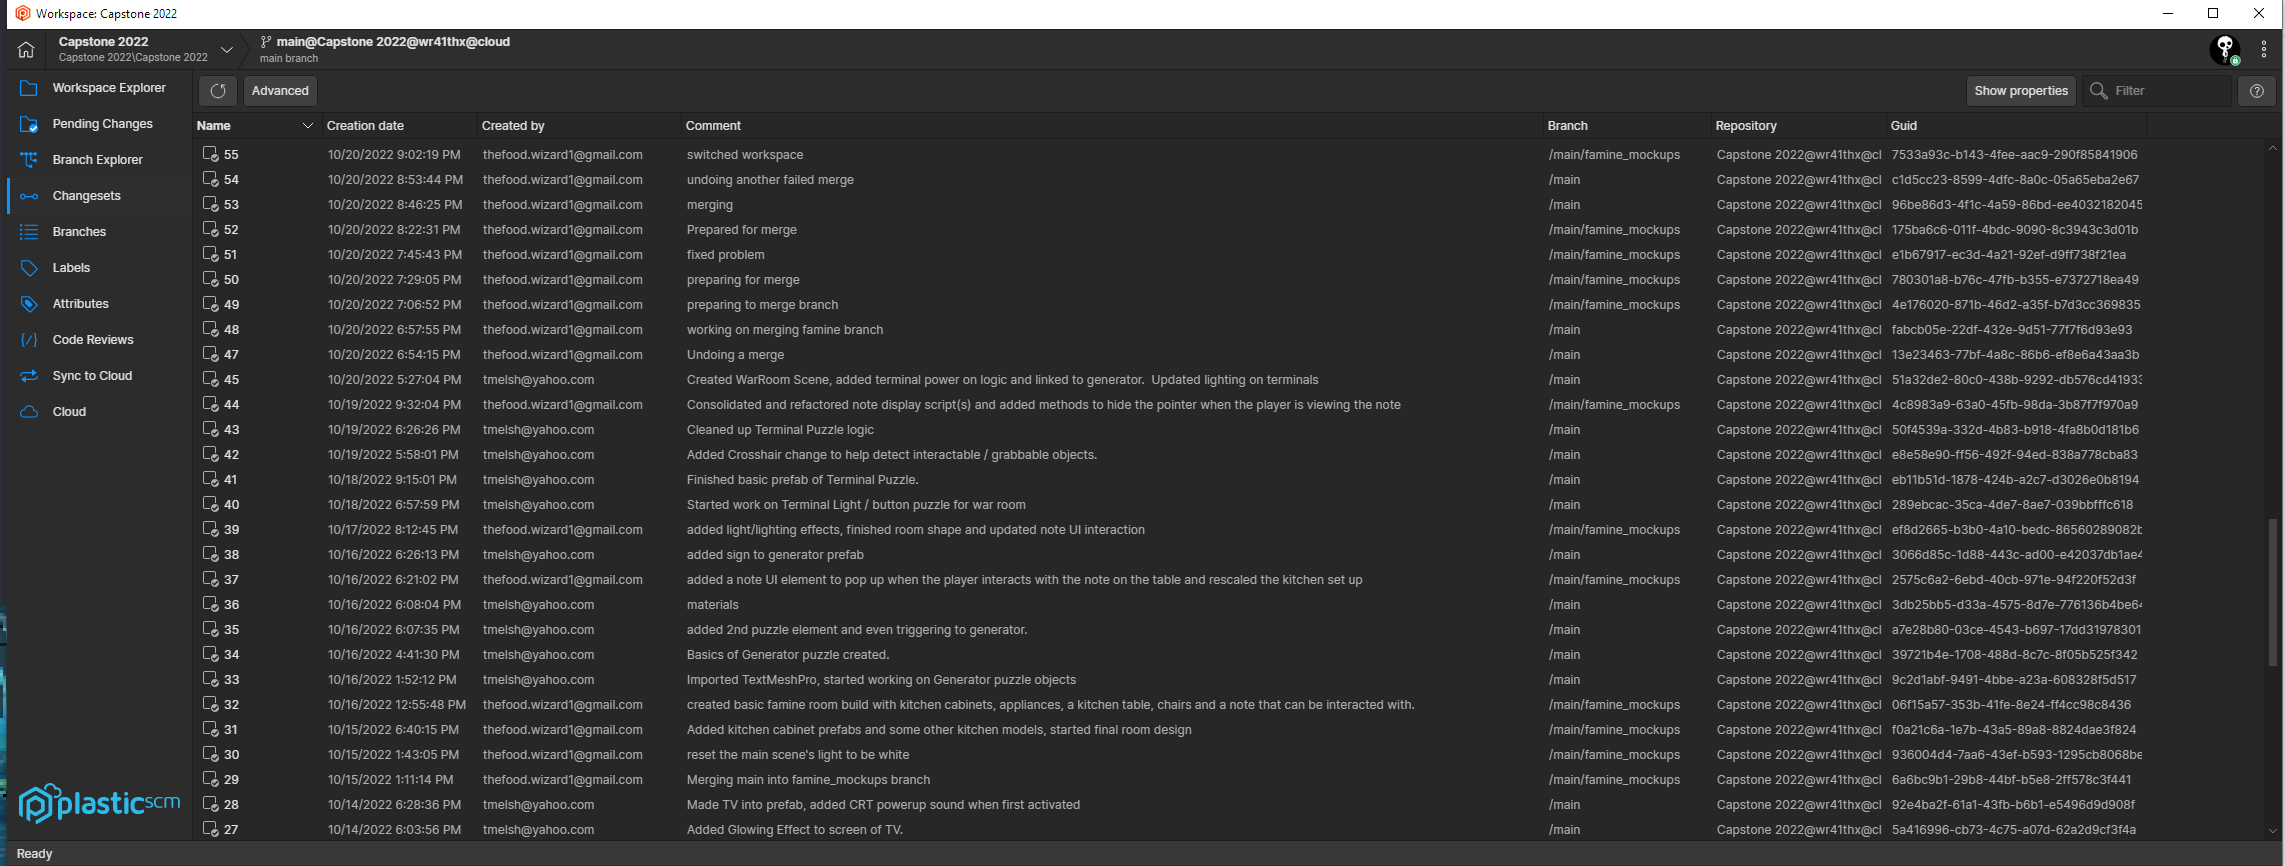 Workspace: Capstone 2022
Capstone 2022
Capstone 2022\Capstone 2022
main@Capstone 2022@wr41thx@cloud
main branch
Workspace Explorer
Pending Changes
Branch Explorer
Changesets
Branches
Labels
Attributes
Code Reviews
Sync to Cloud
Cloud
plasticscm
Advanced
Show properties
Filter
Name Creation date Created by Comment Branch Repository Guid
55 10/20/2022 9:02:19 PM thefood.wizard1@gmail.com switched workspace /main/famine_mockups Capstone 2022@wr41thx@cl 7533a93c-b143-4fee-aac9-290f85841906
54 10/20/2022 8:53:44 PM thefood.wizard1@gmail.com undoing another failed merge /main Capstone 2022@wr41thx@cl c1d5cc23-8599-4dfc-8a0c-05a65eba2e67
53 10/20/2022 8:46:25 PM thefood.wizard1@gmail.com merging /main Capstone 2022@wr41thx@cl 96be86d3-4f1c-4a59-86bd-ee4032182045
52 10/20/2022 8:22:31 PM thefood.wizard1@gmail.com Prepared for merge /main/famine_mockups Capstone 2022@wr41thx@cl 175ba6c6-011f-4bdc-9090-8c3943c3d01b
51 10/20/2022 7:45:43 PM thefood.wizard1@gmail.com fixed problem /main/famine_mockups Capstone 2022@wr41thx@cl e1b67917-ec3d-4a21-92ef-d9ff738f21ea
50 10/20/2022 7:29:05 PM thefood.wizard1@gmail.com preparing for merge /main/famine_mockups Capstone 2022@wr41thx@cl 780301a8-b76c-47fb-b355-e7372718ea49
49 10/20/2022 7:06:52 PM thefood.wizard1@gmail.com preparing to merge branch /main/famine_mockups Capstone 2022@wr41thx@cl 4e176020-871b-46d2-a35f-b7d3cc369835
48 10/20/2022 6:57:55 PM thefood.wizard1@gmail.com working on merging famine branch /main Capstone 2022@wr41thx@cl fabcb05e-22df-432e-9d51-77f7f6d93e93
47 10/20/2022 6:54:15 PM thefood.wizard1@gmail.com Undoing a merge /main Capstone 2022@wr41thx@cl 13e23463-77bf-4a8c-86b6-ef8e6a43aa3b
45 10/20/2022 5:27:04 PM tmelsh@yahoo.com Created WarRoom Scene, added terminal power on logic and linked to generator.  Updated lighting on terminals /main Capstone 2022@wr41thx@cl 51a32de2-80c0-438b-9292-db576cd41933
44 10/19/2022 9:32:04 PM thefood.wizard1@gmail.com Consolidated and refactored note display script(s) and added methods to hide the pointer when the player is viewing the note /main/famine_mockups Capstone 2022@wr41thx@cl 4c8983a9-63a0-45fb-98da-3b87f7f970a9
43 10/19/2022 6:26:26 PM tmelsh@yahoo.com Cleaned up Terminal Puzzle logic /main Capstone 2022@wr41thx@cl 50f4539a-332d-4b83-b918-4fa8b0d181b6
42 10/19/2022 5:58:01 PM tmelsh@yahoo.com Added Crosshair change to help detect interactable / grabbable objects. /main Capstone 2022@wr41thx@cl e8e58e90-ff56-492f-94ed-838a778cba83
41 10/18/2022 9:15:01 PM tmelsh@yahoo.com Finished basic prefab of Terminal Puzzle. /main Capstone 2022@wr41thx@cl eb11b51d-1878-424b-a2c7-d3026e0b8194
40 10/18/2022 6:57:59 PM tmelsh@yahoo.com Started work on Terminal Light / button puzzle for war room /main Capstone 2022@wr41thx@cl 289ebcac-35ca-4de7-8ae7-039bbfffc618
39 10/17/2022 8:12:45 PM thefood.wizard1@gmail.com added light/lighting effects, finished room shape and updated note UI interaction /main/famine_mockups Capstone 2022@wr41thx@cl ef8d2665-b3b0-4a10-bedc-86560289082b
38 10/16/2022 6:26:13 PM tmelsh@yahoo.com added sign to generator prefab /main Capstone 2022@wr41thx@cl 3066d85c-1d88-443c-ad00-e42037db1ae4
37 10/16/2022 6:21:02 PM thefood.wizard1@gmail.com added a note UI element to pop up when the player interacts with the note on the table and rescaled the kitchen set up /main/famine_mockups Capstone 2022@wr41thx@cl 2575c6a2-6ebd-40cb-971e-94f220f52d3f
36 10/16/2022 6:08:04 PM tmelsh@yahoo.com materials /main Capstone 2022@wr41thx@cl 3db25bb5-d33a-4575-8d7e-776136b4be64
35 10/16/2022 6:07:35 PM tmelsh@yahoo.com added 2nd puzzle element and even triggering to generator. /main Capstone 2022@wr41thx@cl a7e28b80-03ce-4543-b697-17dd31978301
34 10/16/2022 4:41:30 PM tmelsh@yahoo.com Basics of Generator puzzle created. /main Capstone 2022@wr41thx@cl 39721b4e-1708-488d-8c7c-8f05b525f342
33 10/16/2022 1:52:12 PM tmelsh@yahoo.com Imported TextMeshPro, started working on Generator puzzle objects /main Capstone 2022@wr41thx@cl 9c2d1abf-9491-4bbe-a23a-608328f5d517
32 10/16/2022 12:55:48 PM thefood.wizard1@gmail.com created basic famine room build with kitchen cabinets, appliances, a kitchen table, chairs and a note that can be interacted with. /main/famine_mockups Capstone 2022@wr41thx@cl 06f15a57-353b-41fe-8e24-ff4cc98c8436
31 10/15/2022 6:40:15 PM thefood.wizard1@gmail.com Added kitchen cabinet prefabs and some other kitchen models, started final room design /main/famine_mockups Capstone 2022@wr41thx@cl f0a21c6a-1e7b-43a5-89a8-8824dae3f824
30 10/15/2022 1:43:05 PM thefood.wizard1@gmail.com reset the main scene's light to be white /main/famine_mockups Capstone 2022@wr41thx@cl 936004d4-7aa6-43ef-b593-1295cb8068be
29 10/15/2022 1:11:14 PM thefood.wizard1@gmail.com Merging main into famine_mockups branch /main/famine_mockups Capstone 2022@wr41thx@cl 6a6bc9b1-29b8-44bf-b5e8-2ff578c3f441
28 10/14/2022 6:28:36 PM tmelsh@yahoo.com Made TV into prefab, added CRT powerup sound when first activated /main Capstone 2022@wr41thx@cl 92e4ba2f-61a1-43fb-b6b1-e5496d9d908f
27 10/14/2022 6:03:56 PM tmelsh@yahoo.com Added Glowing Effect to screen of TV. /main Capstone 2022@wr41thx@cl 5a416996-cb73-4c75-a07d-62a2d9cf3f4a
Ready